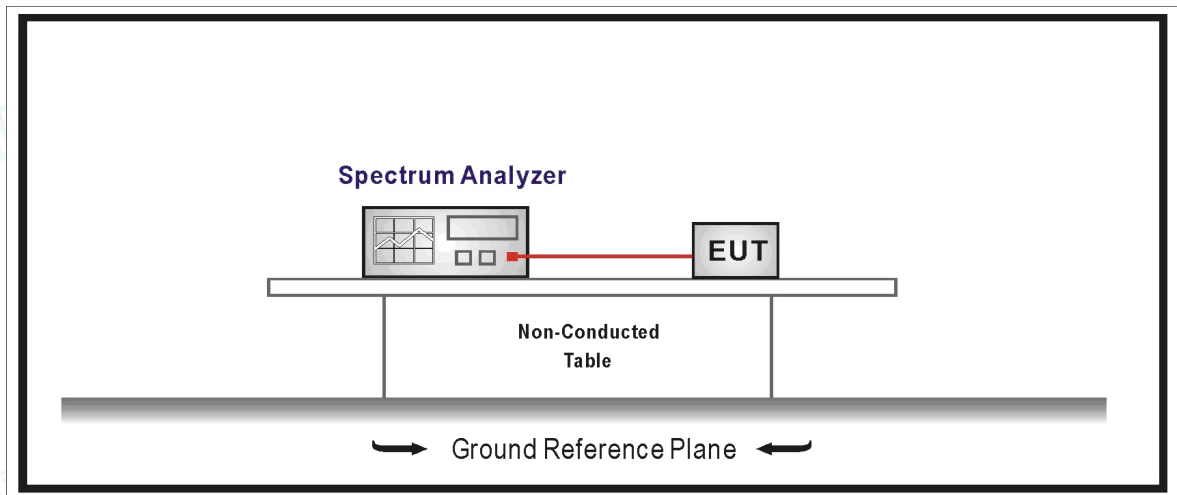 Spectrum Analyzer
EUT
Non-Conducted
Table
Ground Reference Plane